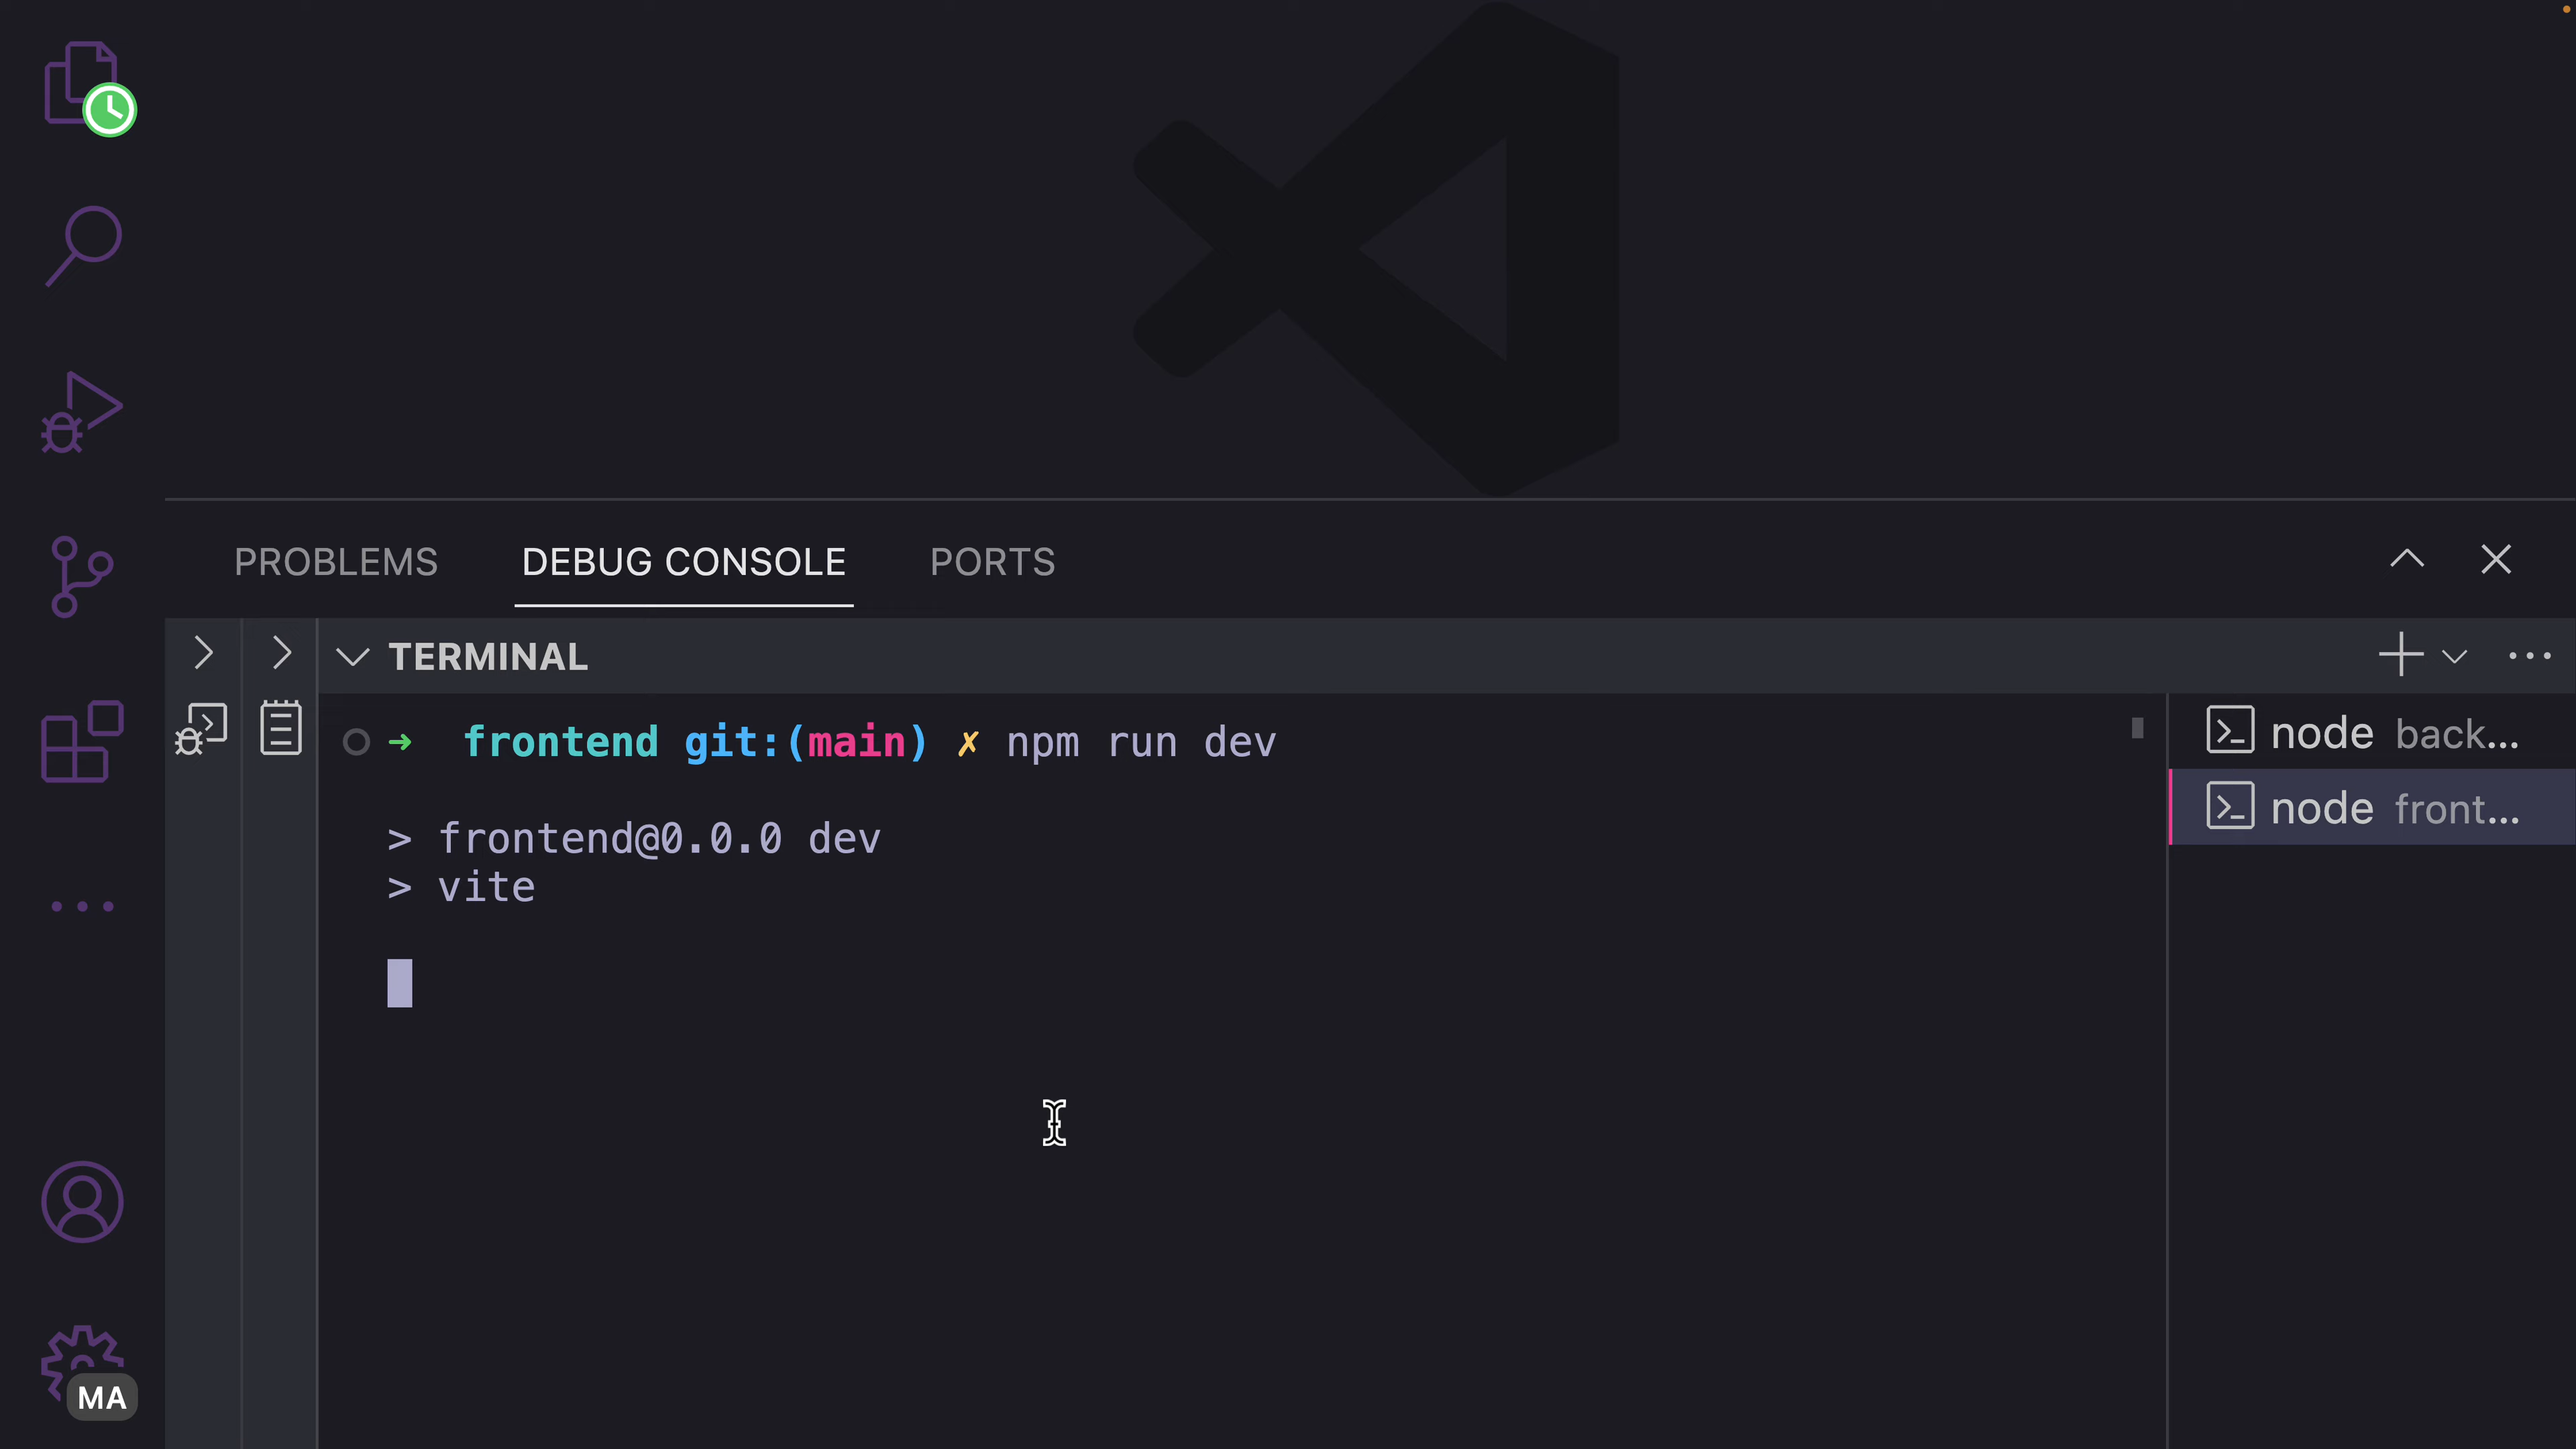 PROBLEMS DEBUG CONSOLE PORTS
TERMINAL
➜ frontend git:(main) ✗ npm run dev
> frontend@0.0.0 dev
> vite
node back...
node front...
MA